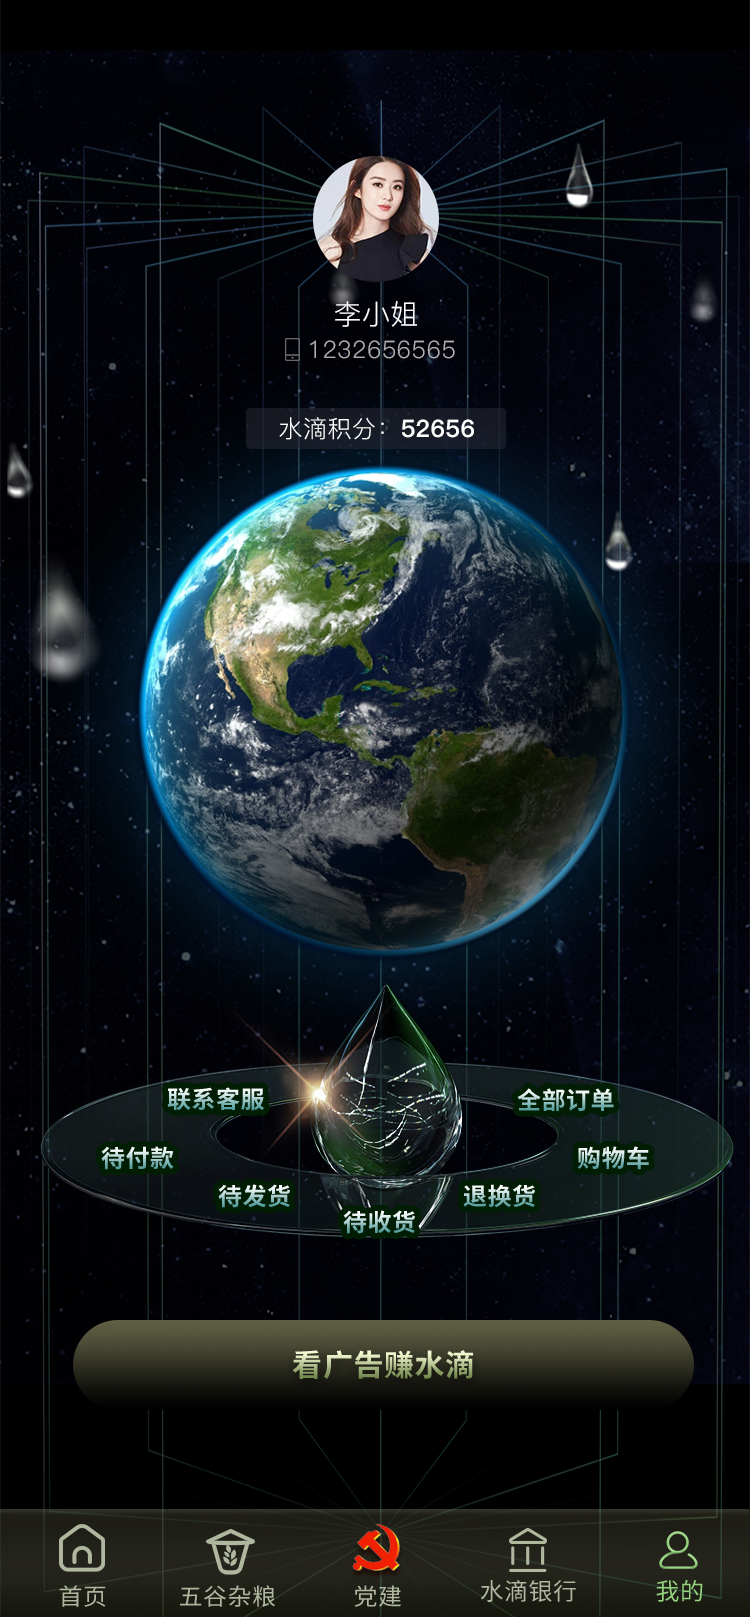 李小姐
1232656565
水滴积分：52656
联系客服
全部订单
待付款
购物车
待发货
退换货
待收货
看广告赚水滴
首页
五谷杂粮
党建
水滴银行
我的